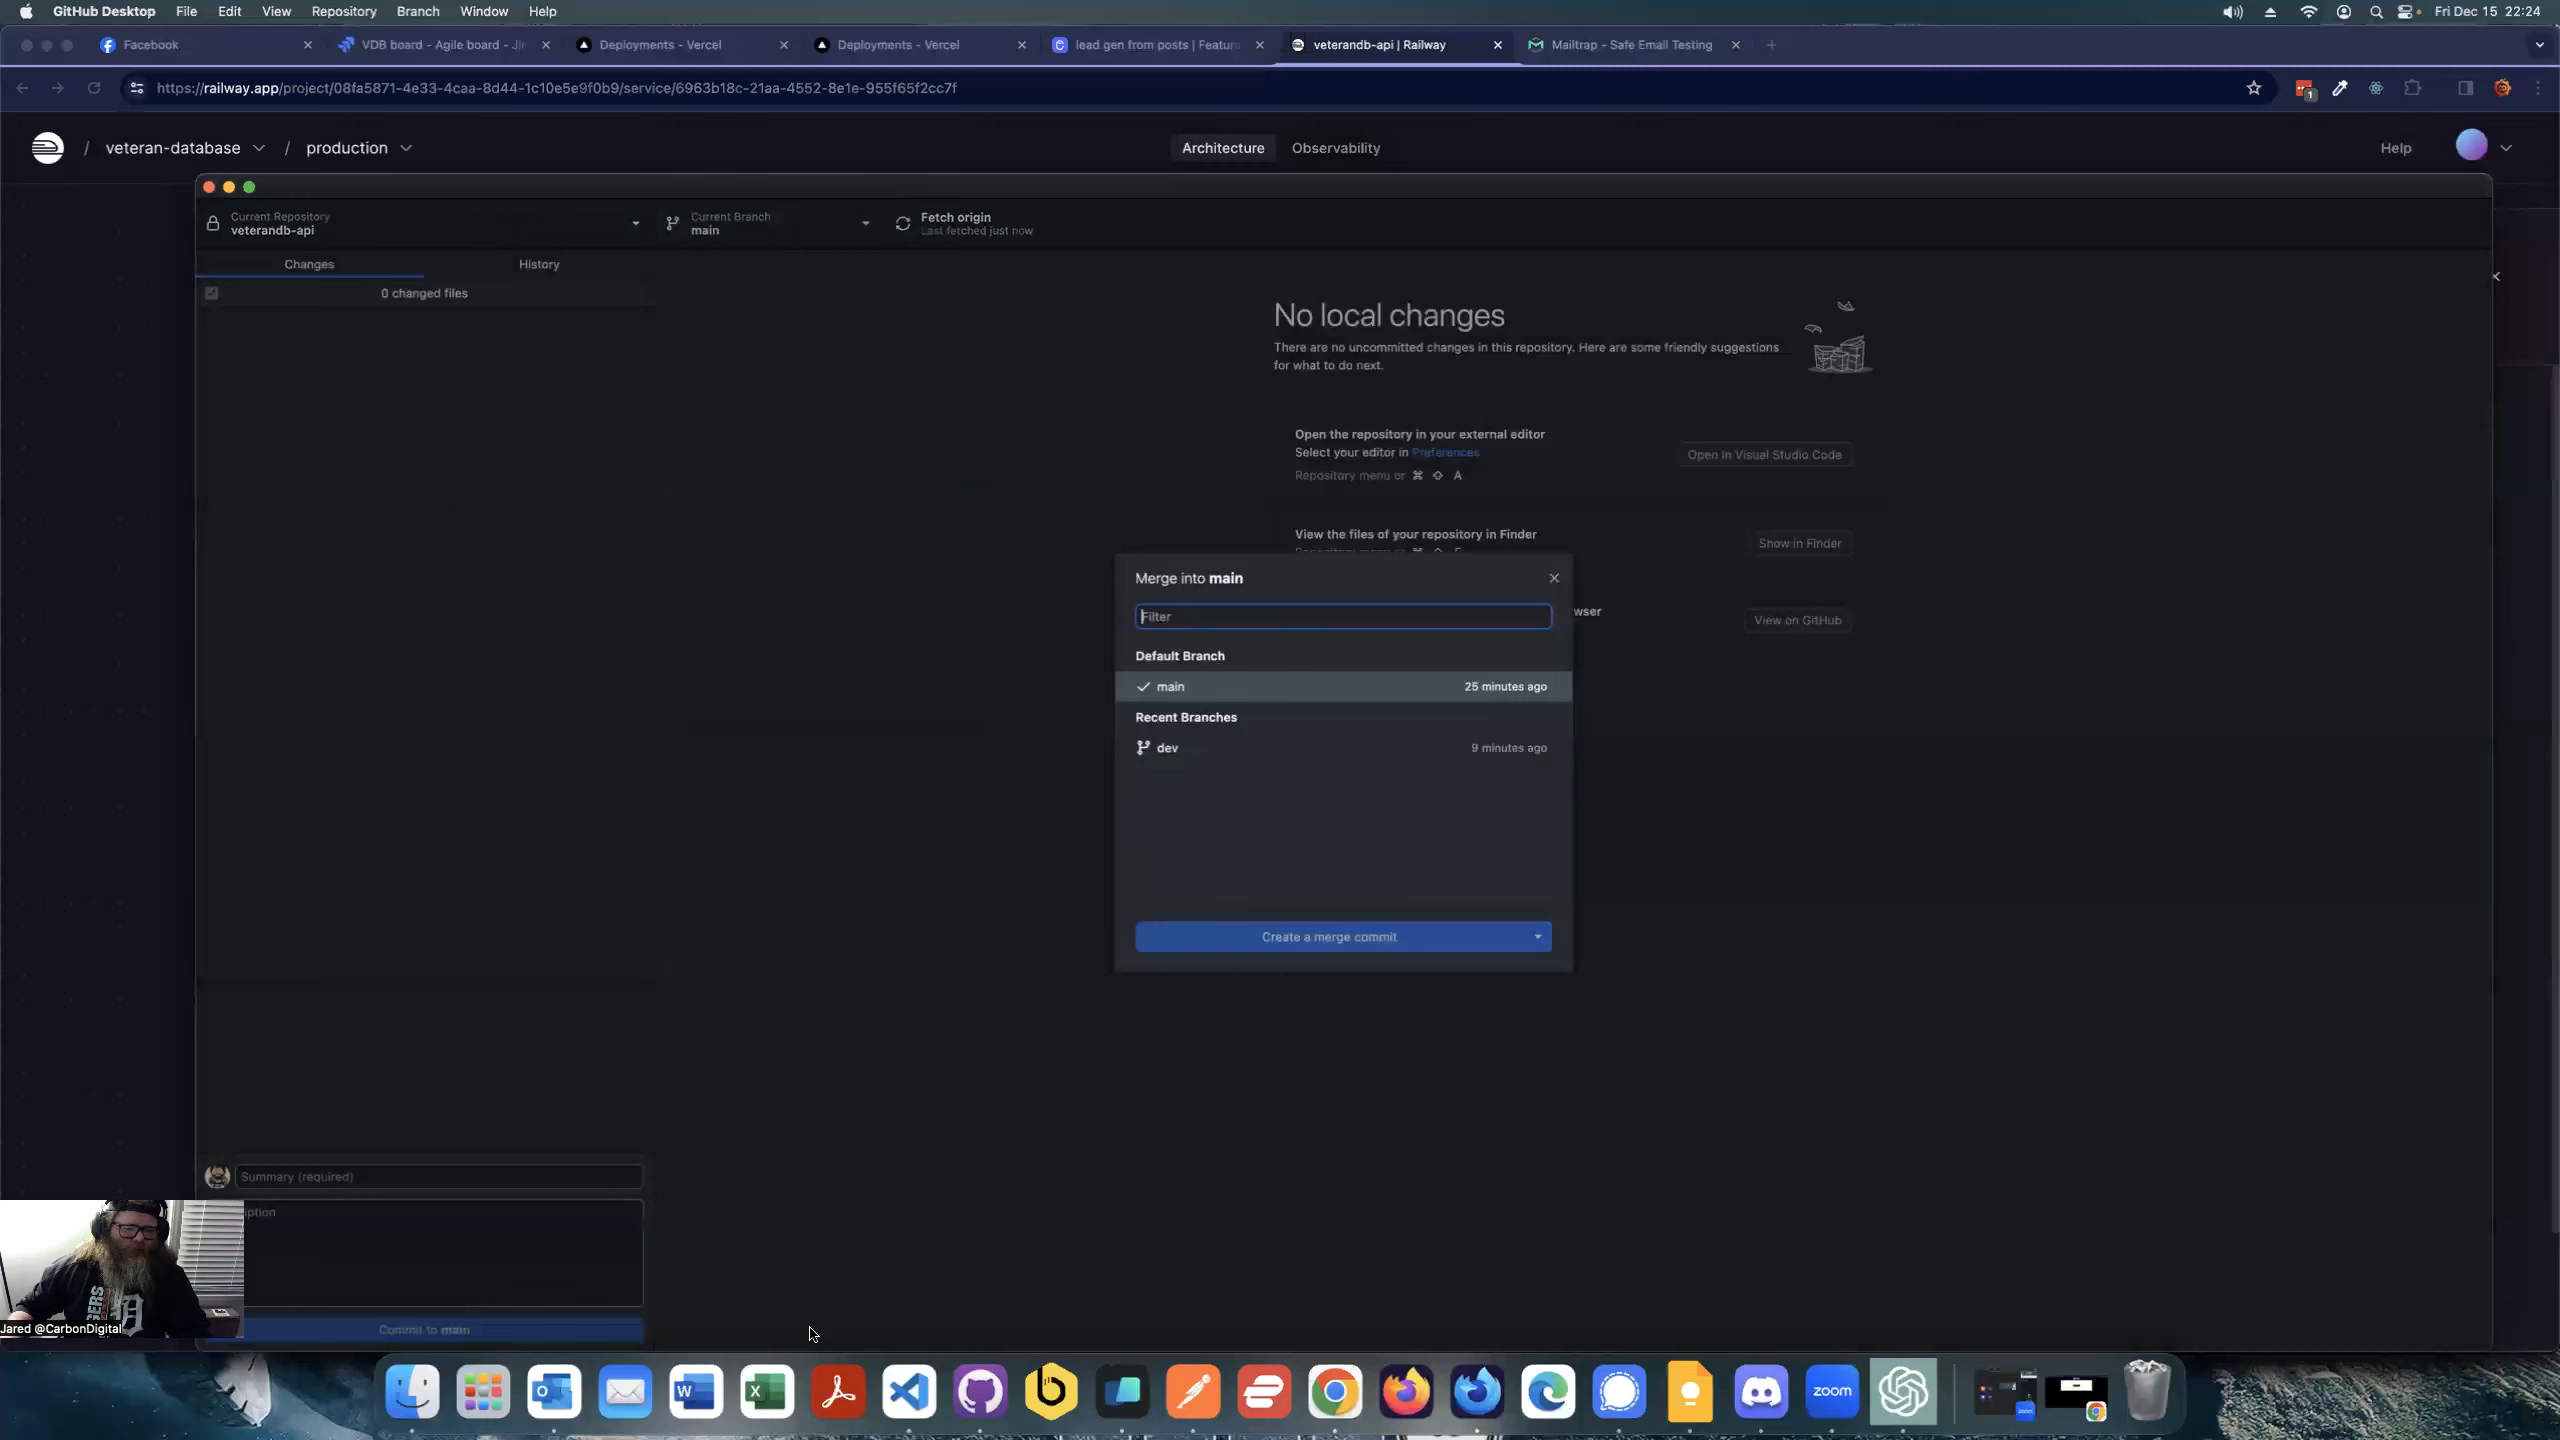 GitHub Desktop File Edit View Repository Branch Window Help Fri Dec 15 22:24
Facebook
VDB board - Agile board - Ji
Deployments - Vercel
Deployments - Vercel
lead gen from posts | Featur
veterandb-api | Railway
Mailtrap - Safe Email Testing
https://railway.app/project/08fa5871-4e33-4caa-8d44-1c10e5e9f0b9/service/6963b18c-21aa-4552-8e1e-955f65f2cc7f
1
/ veteran-database / production
Architecture Observability
Help
Current Repository
veterandb-api
Current Branch
main
Fetch origin
Last fetched just now
Changes History
0 changed files
No local changes
There are no uncommitted changes in this repository. Here are some friendly suggestions
for what to do next.
Open the repository in your external editor
Select your editor in Preferences
Repository menu or ⌘ ⇧ A
Open in Visual Studio Code
View the files of your repository in Finder
Show in Finder
wser
View on GitHub
Merge into main
Filter
Default Branch
main 25 minutes ago
Recent Branches
dev 9 minutes ago
Create a merge commit
Summary (required)
iption
Commit to main
Jared @CarbonDigital
zoom